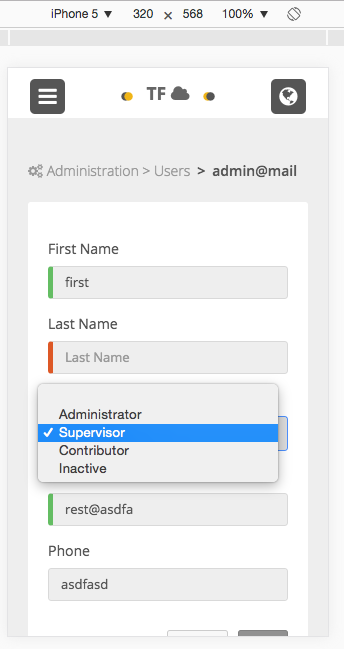 iPhone 5 ▼ 320 × 568 100% ▼
TF
Administration > Users > admin@mail
First Name
first
Last Name
Last Name
Administrator
✓ Supervisor
Contributor
Inactive
rest@asdfa
Phone
asdfasd